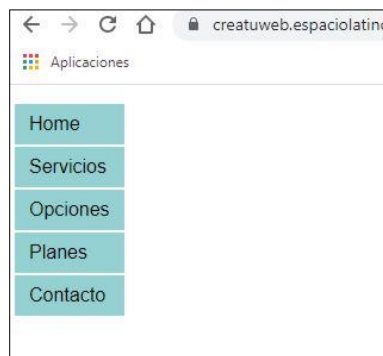 creatuweb.espaciolatino
Aplicaciones
Home
Servicios
Opciones
Planes
Contacto